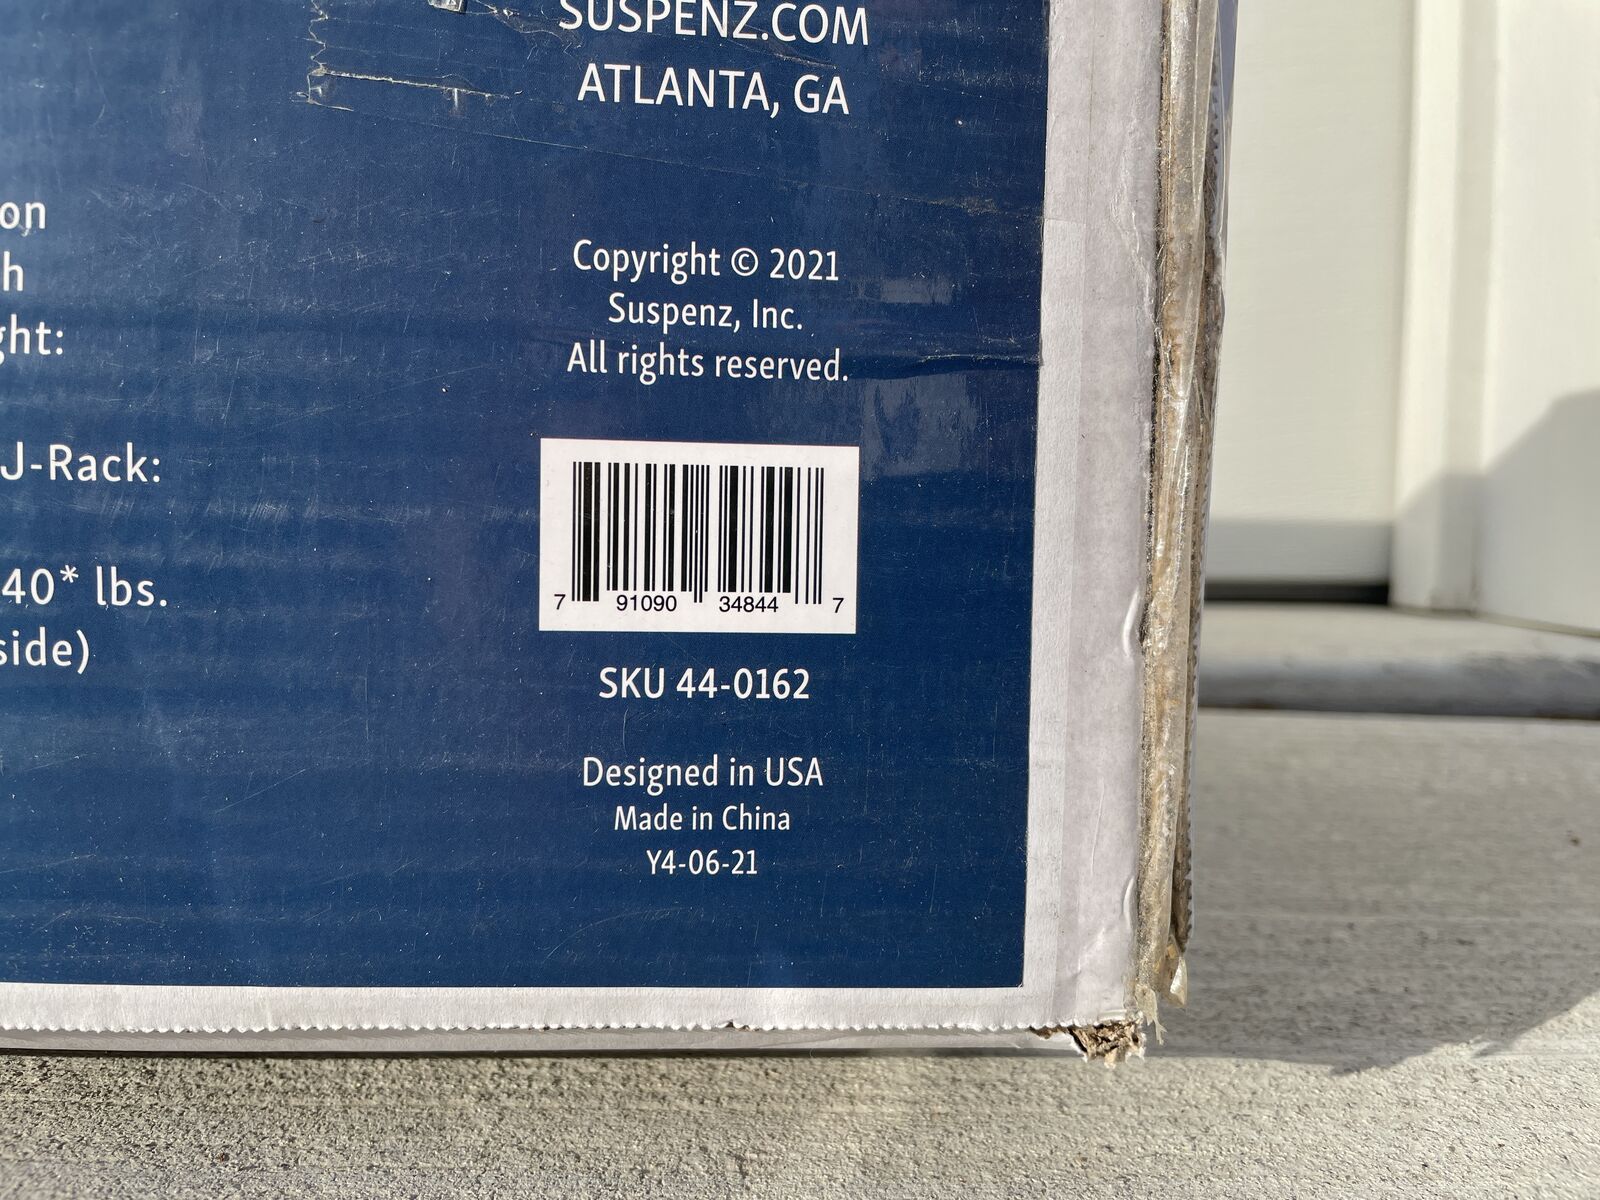 SUSPENZ.COM
ATLANTA, GA
on
h
ght:
J-Rack:
40* lbs.
side)
Copyright © 2021
Suspenz, Inc.
All rights reserved.
7 91090 34844 7
SKU 44-0162
Designed in USA
Made in China
Y4-06-21